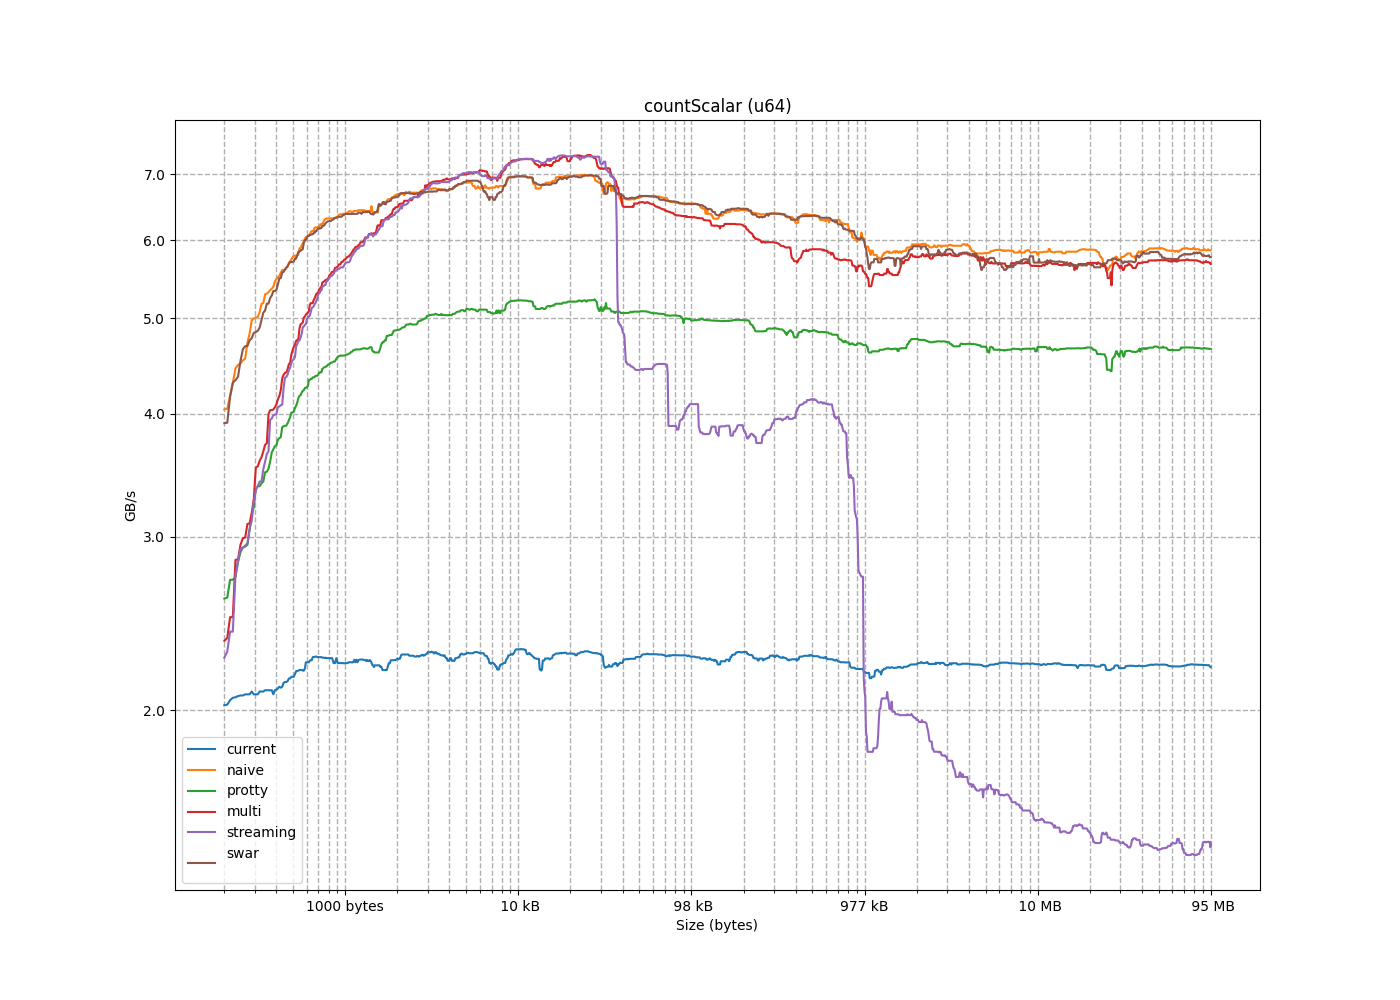 countScalar (u64)
7.0
6.0
5.0
4.0
3.0
2.0
GB/s
current
naive
protty
multi
streaming
swar
1000 bytes
10 kB
98 kB
977 kB
10 MB
95 MB
Size (bytes)